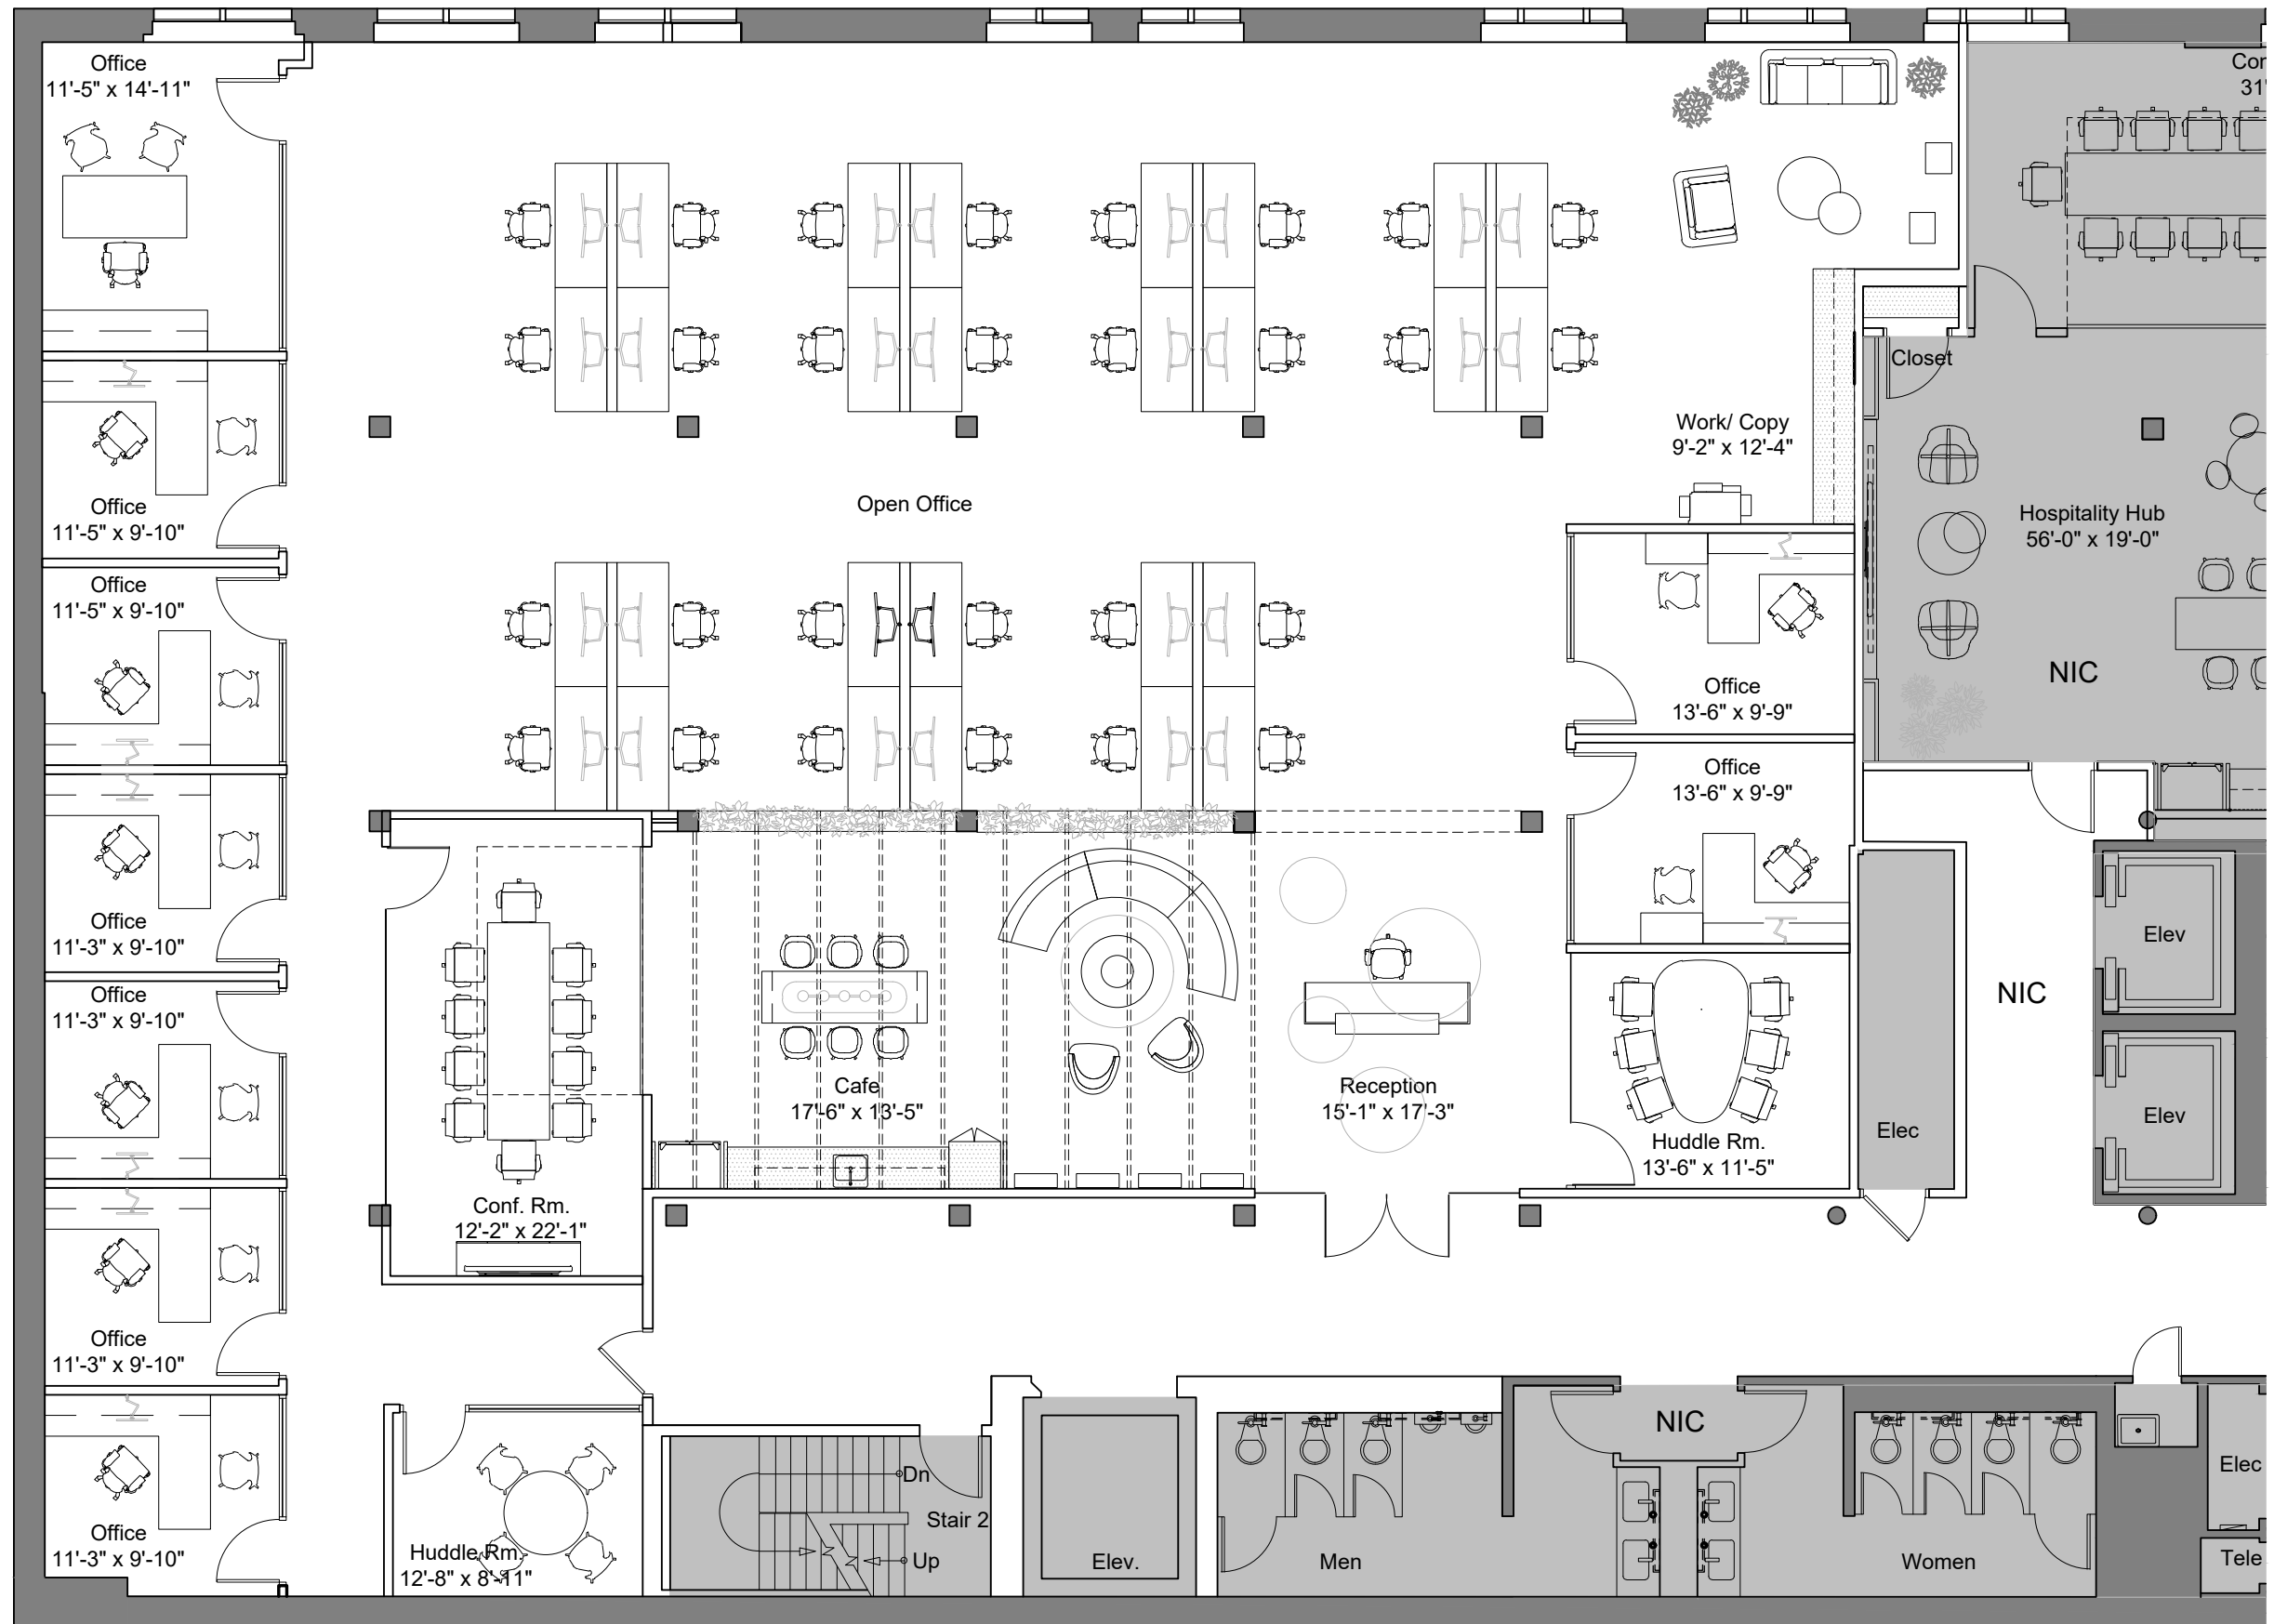 Office
11'-5" x 14'-11"
Office
11'-5" x 9'-10"
Office
11'-5" x 9'-10"
Office
11'-3" x 9'-10"
Office
11'-3" x 9'-10"
Office
11'-3" x 9'-10"
Office
11'-3" x 9'-10"
Open Office
Work/ Copy
9'-2" x 12'-4"
Closet
Cor
31'
Hospitality Hub
56'-0" x 19'-0"
NIC
Office
13'-6" x 9'-9"
Office
13'-6" x 9'-9"
Conf. Rm.
12'-2" x 22'-1"
Cafe
17'-6" x 13'-5"
Reception
15'-1" x 17'-3"
Huddle Rm.
13'-6" x 11'-5"
Elec
NIC
Elev
Elev
Huddle Rm.
12'-8" x 8'-11"
Dn
Stair 2
Up
Elev.
Men
NIC
Women
Elec
Tele